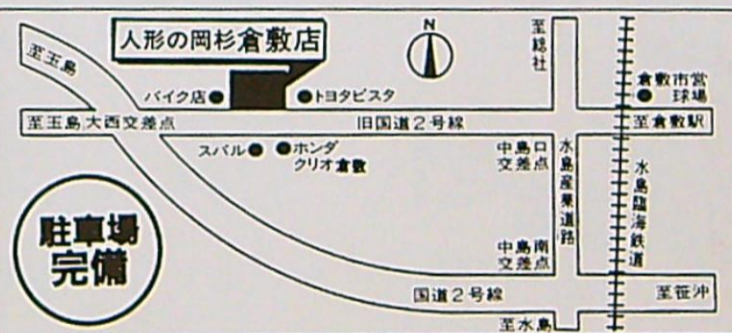 人形の岡杉倉敷店
N
至玉島
至総社
バイク店
トヨタビスタ
倉敷市営
球場
至玉島大西交差点
旧国道2号線
至倉敷駅
スバル
ホンダ
クリオ倉敷
中島口
交差点
水島産業道路
水島臨海鉄道
駐車場
完備
中島南
交差点
国道2号線
至笹沖
至水島